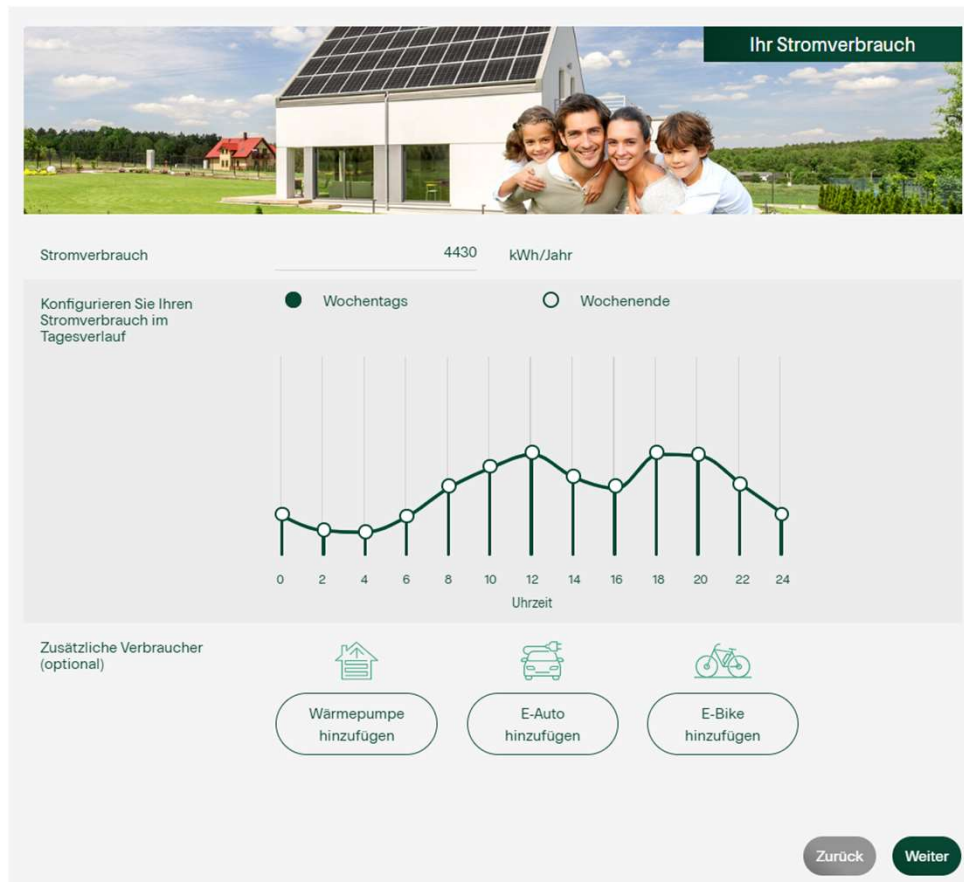 Ihr Stromverbrauch
Stromverbrauch 4430 kWh/Jahr
Konfigurieren Sie Ihren
Stromverbrauch im
Tagesverlauf
Wochentags Wochenende
0 2 4 6 8 10 12 14 16 18 20 22 24
Uhrzeit
Zusätzliche Verbraucher
(optional)
Wärmepumpe
hinzufügen
E-Auto
hinzufügen
E-Bike
hinzufügen
Zurück Weiter